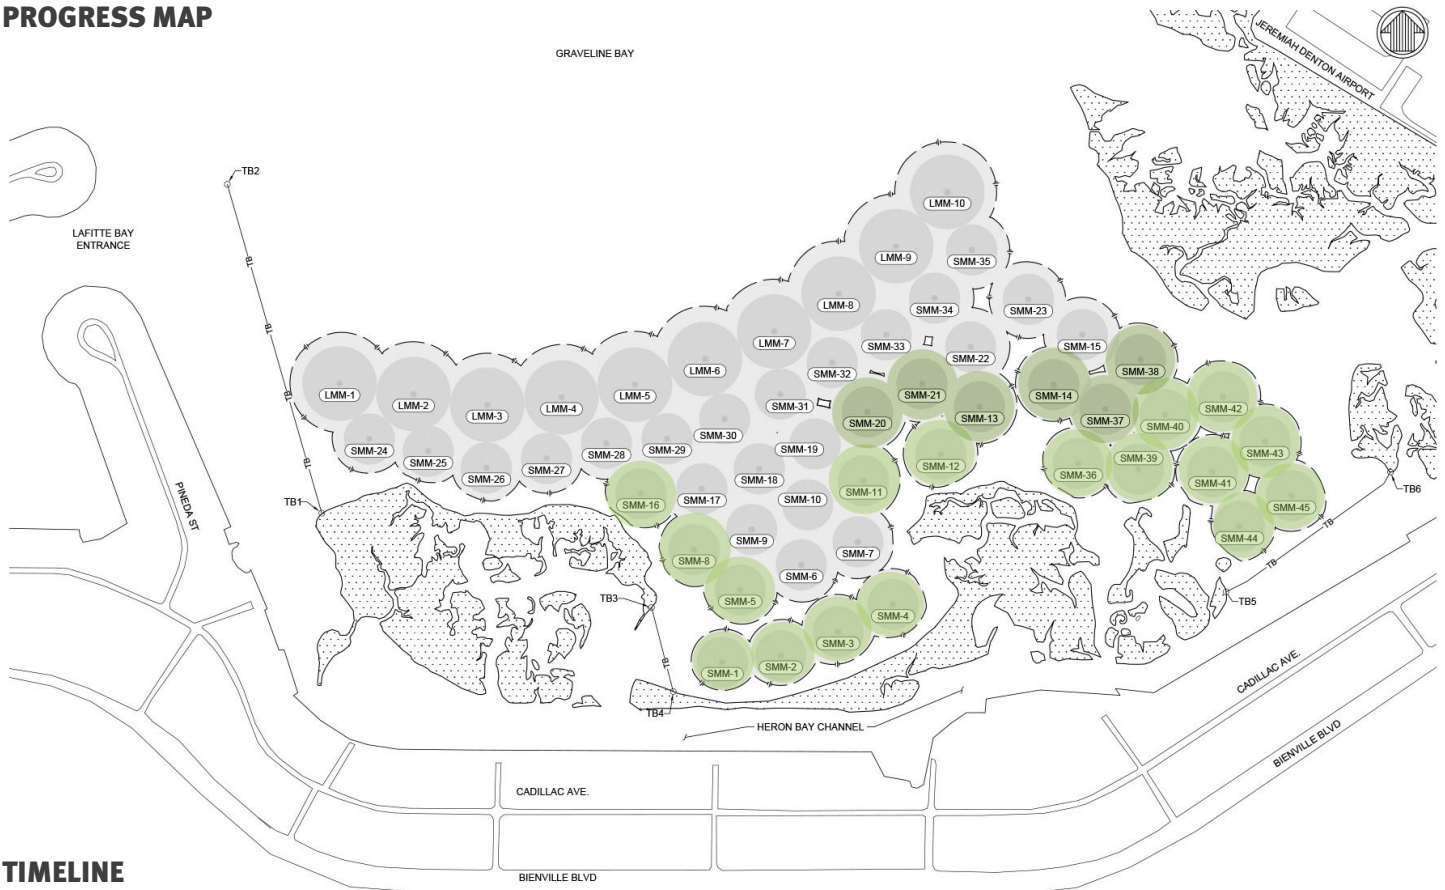 PROGRESS MAP
GRAVELINE BAY
JEREMIAH DENTON AIRPORT
TB2
LAFITTE BAY
ENTRANCE
LMM-10
LMM-9
SMM-35
TB
LMM-8
SMM-34
SMM-23
TB
LMM-7
SMM-33
SMM-15
SMM-22
LMM-6
SMM-32
SMM-38
TB
LMM-1
LMM-2
LMM-3
LMM-4
LMM-5
SMM-31
SMM-21
SMM-14
SMM-42
SMM-20
SMM-13
SMM-37
SMM-40
SMM-30
SMM-24
SMM-25
SMM-26
SMM-27
SMM-28
SMM-29
SMM-19
SMM-12
SMM-39
SMM-43
TB
SMM-18
SMM-11
SMM-36
SMM-41
PINEDA ST
TB1
SMM-16
SMM-17
SMM-10
SMM-45
TB6
TB
SMM-9
SMM-7
SMM-44
SMM-8
SMM-6
TB
TB3
SMM-5
SMM-4
TB5
SMM-3
TB
SMM-1
SMM-2
CADILLAC AVE.
TB4
HERON BAY CHANNEL
BIENVILLE BLVD
CADILLAC AVE.
TIMELINE
BIENVILLE BLVD